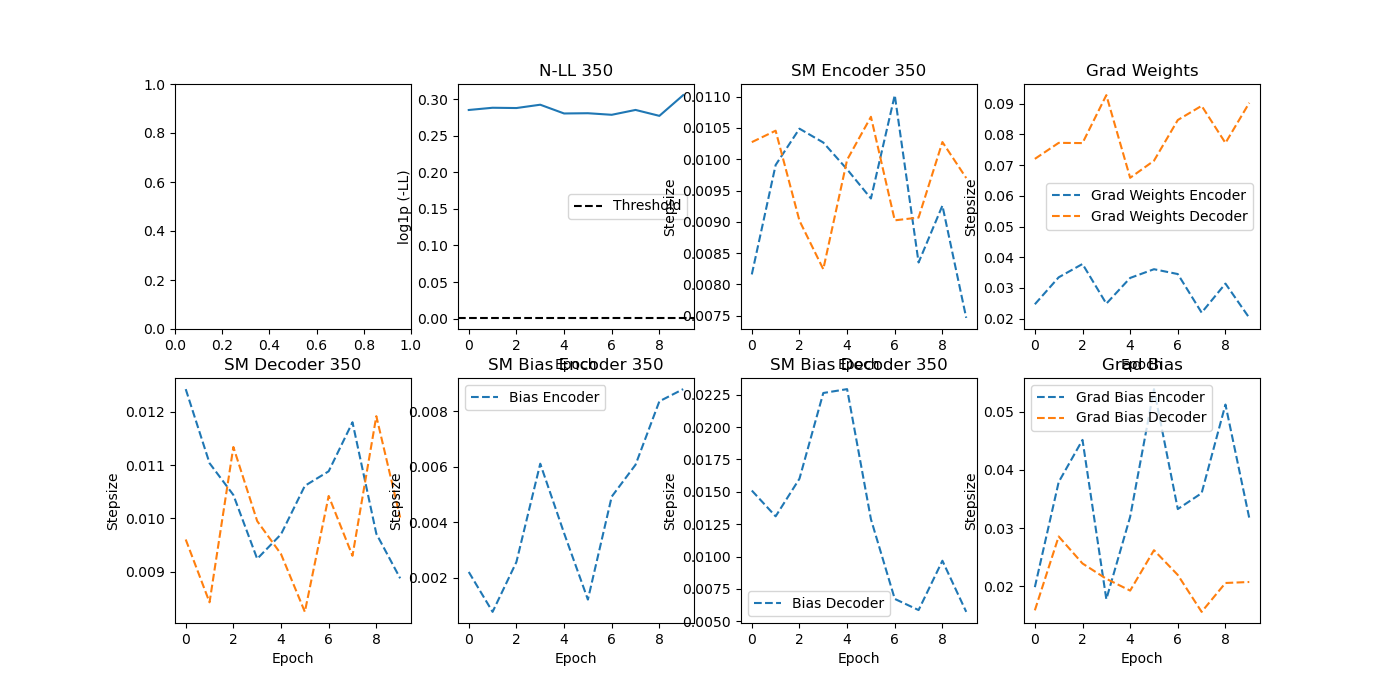 N-LL 350
SM Encoder 350
Grad Weights
1.0
0.8
0.6
0.4
0.2
0.0
0.0 0.2 0.4 0.6 0.8 1.0
log1p (-LL)
0.30
0.25
0.20
0.15
0.10
0.05
0.00
Threshold
0 2 4 6 8
Epoch
Stepsize
0.0110
0.0105
0.0100
0.0095
0.0090
0.0085
0.0080
0.0075
0 2 4 6 8
Epoch
Stepsize
0.09
0.08
0.07
0.06
0.05
0.04
0.03
0.02
Grad Weights Encoder
Grad Weights Decoder
0 2 4 6 8
Epoch
SM Decoder 350
SM Bias Encoder 350
SM Bias Decoder 350
Grad Bias
Stepsize
0.012
0.011
0.010
0.009
0 2 4 6 8
Epoch
Stepsize
0.008
0.006
0.004
0.002
Bias Encoder
0 2 4 6 8
Epoch
Stepsize
0.0225
0.0200
0.0175
0.0150
0.0125
0.0100
0.0075
0.0050
Bias Decoder
0 2 4 6 8
Epoch
Stepsize
0.05
0.04
0.03
0.02
Grad Bias Encoder
Grad Bias Decoder
0 2 4 6 8
Epoch